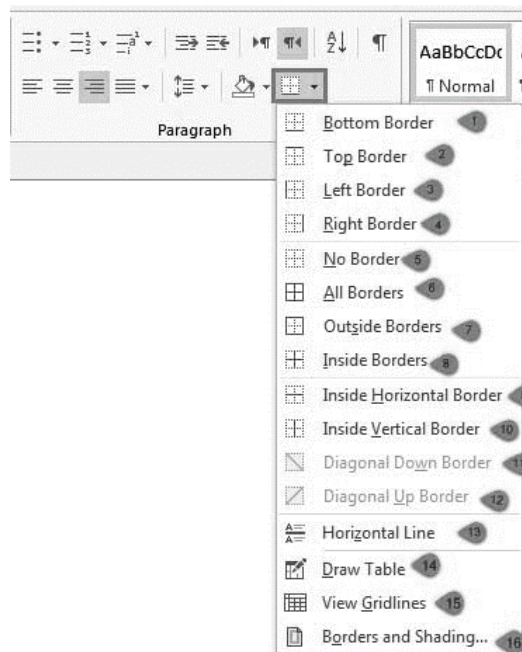 AaBbCcDc
¶ Normal
Paragraph
Bottom Border 1
Top Border 2
Left Border 3
Right Border 4
No Border 5
All Borders 6
Outside Borders 7
Inside Borders 8
Inside Horizontal Border
Inside Vertical Border 10
Diagonal Down Border 11
Diagonal Up Border 12
Horizontal Line 13
Draw Table 14
View Gridlines 15
Borders and Shading... 16